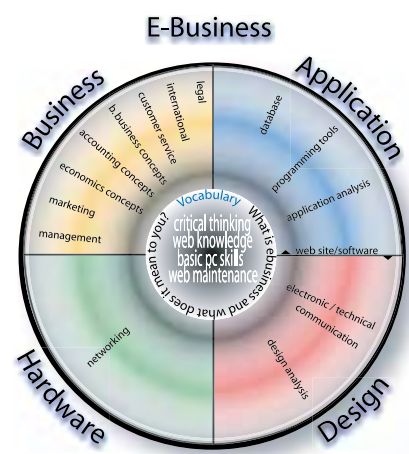 E-Business
Business
Application
legal
international
customer service
b.business concepts
accounting concepts
economics concepts
marketing
management
database
programming tools
application analysis
web site/software
Vocabulary
critical thinking
web knowledge
basic pc skills
web maintenance
What is ebusiness and what does it mean to you?
electronic / technical
communication
design analysis
networking
Hardware
Design